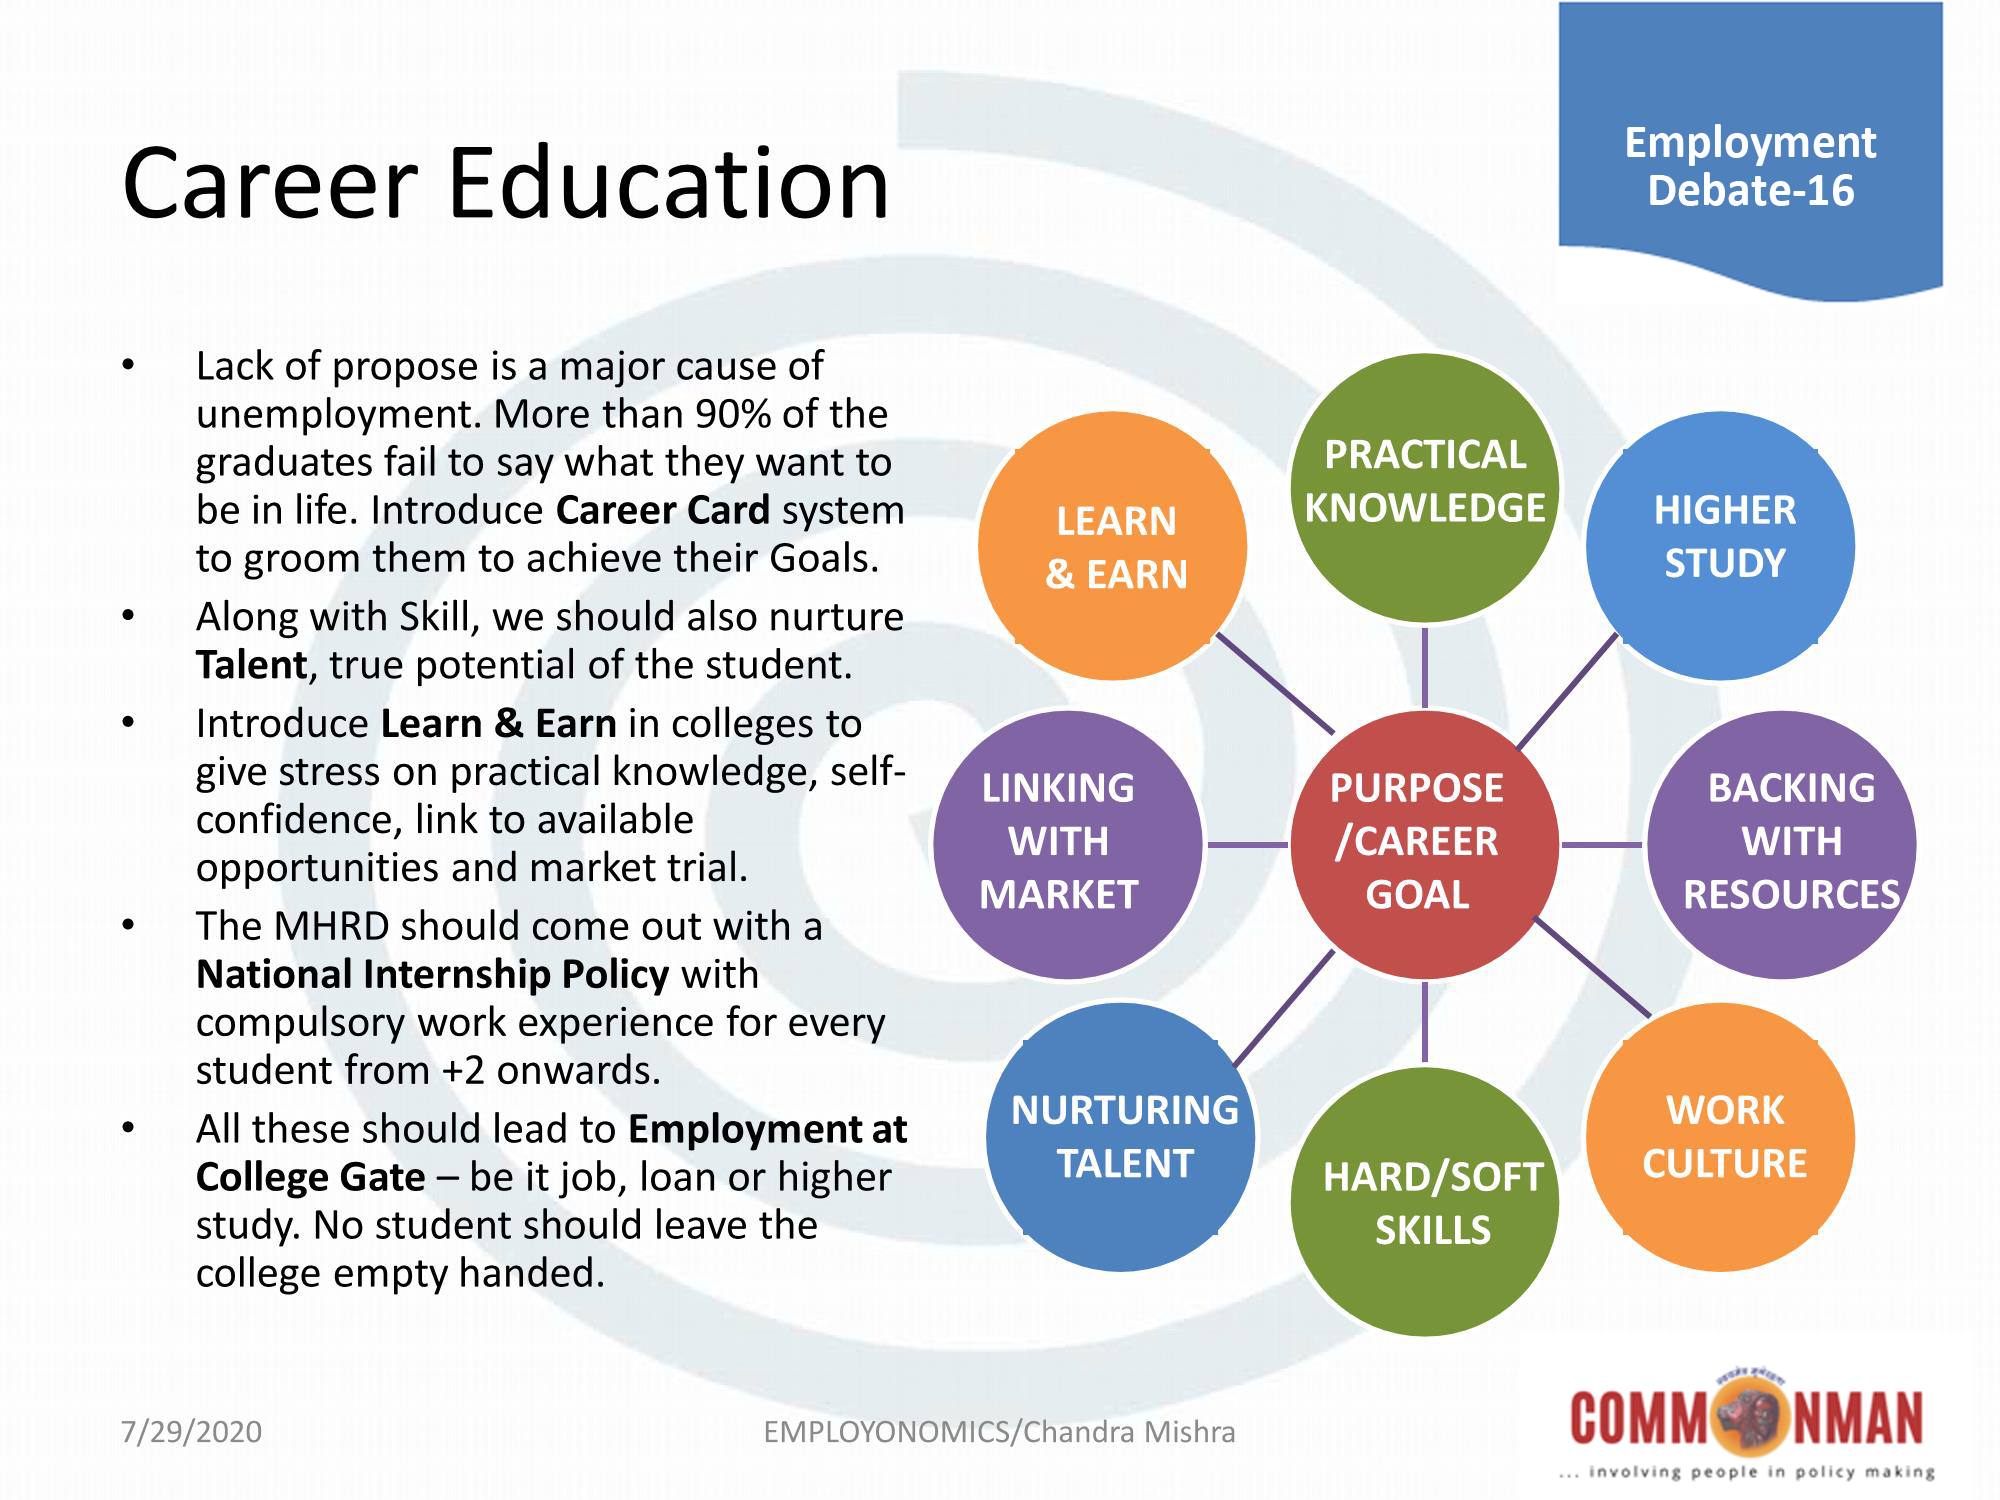 Employment
Debate-16
Career Education
• Lack of propose is a major cause of
unemployment. More than 90% of the
graduates fail to say what they want to
be in life. Introduce Career Card system
to groom them to achieve their Goals.
• Along with Skill, we should also nurture
Talent, true potential of the student.
• Introduce Learn & Earn in colleges to
give stress on practical knowledge, self-
confidence, link to available
opportunities and market trial.
• The MHRD should come out with a
National Internship Policy with
compulsory work experience for every
student from +2 onwards.
• All these should lead to Employment at
College Gate – be it job, loan or higher
study. No student should leave the
college empty handed.
LEARN
& EARN
PRACTICAL
KNOWLEDGE
HIGHER
STUDY
LINKING
WITH
MARKET
PURPOSE
/CAREER
GOAL
BACKING
WITH
RESOURCES
NURTURING
TALENT
HARD/SOFT
SKILLS
WORK
CULTURE
7/29/2020
EMPLOYONOMICS/Chandra Mishra
COMMONMAN
... involving people in policy making